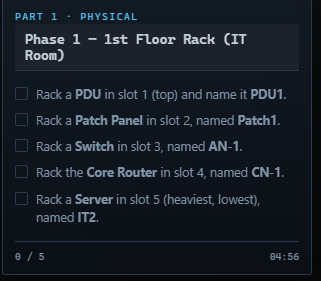 PART 1 · PHYSICAL
Phase 1 — 1st Floor Rack (IT
Room)
Rack a PDU in slot 1 (top) and name it PDU1.
Rack a Patch Panel in slot 2, named Patch1.
Rack a Switch in slot 3, named AN-1.
Rack the Core Router in slot 4, named CN-1.
Rack a Server in slot 5 (heaviest, lowest),
named IT2.
0 / 5
04:56